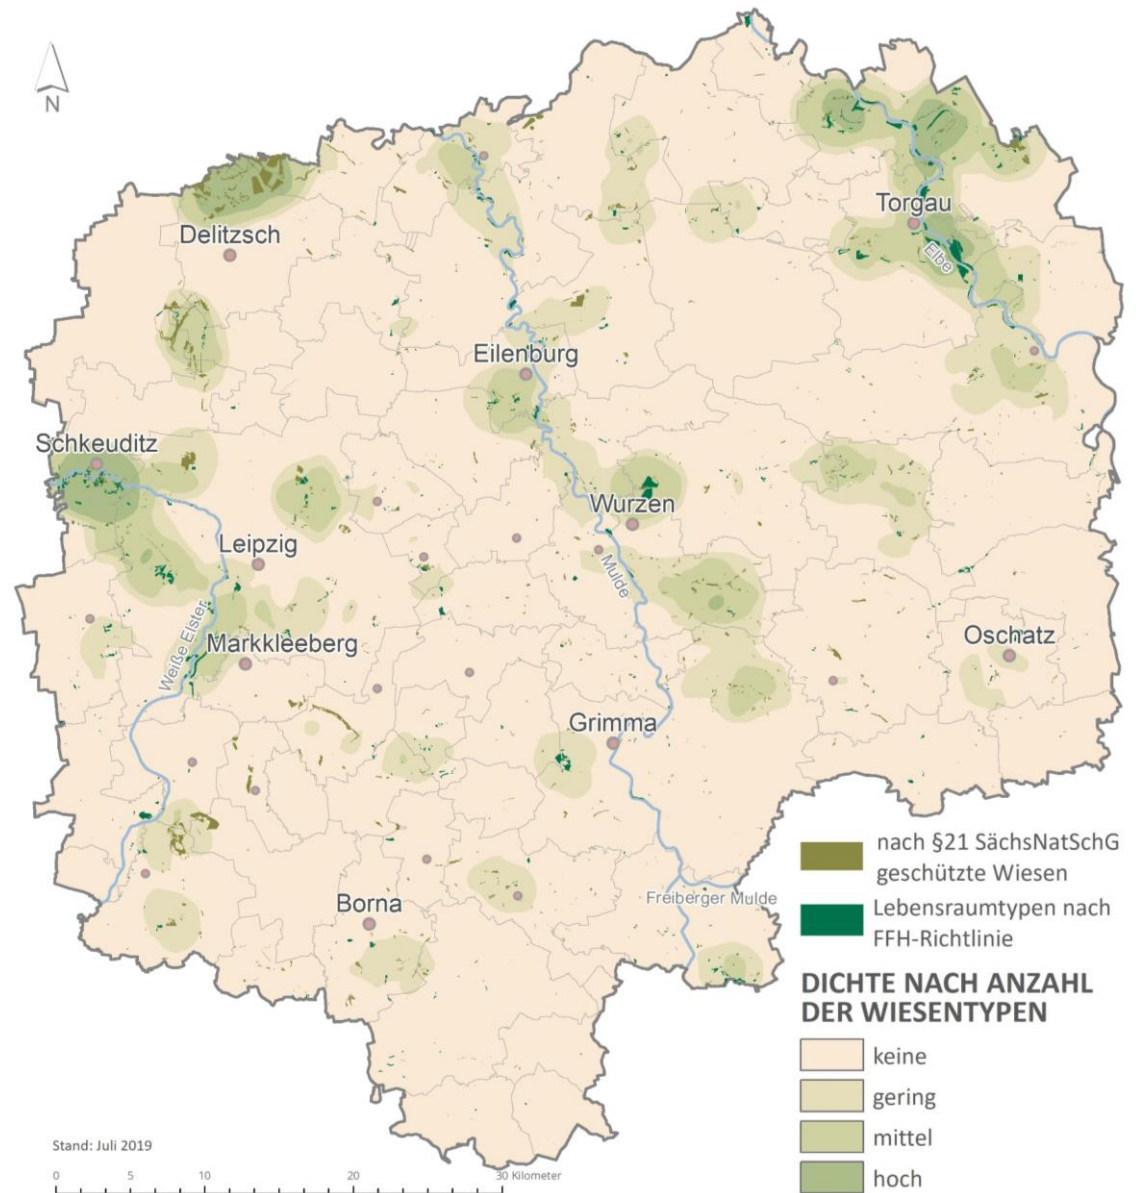 N
Delitzsch
Torgau
Elbe
Eilenburg
Schkeuditz
Wurzen
Leipzig
Mulde
Weiße Elster
Markkleeberg
Oschatz
Grimma
Borna
Freiberger Mulde
nach §21 SächsNatSchG
geschützte Wiesen
Lebensraumtypen nach
FFH-Richtlinie
DICHTE NACH ANZAHL
DER WIESENTYPEN
keine
gering
mittel
hoch
Stand: Juli 2019
0 5 10 20 30 Kilometer